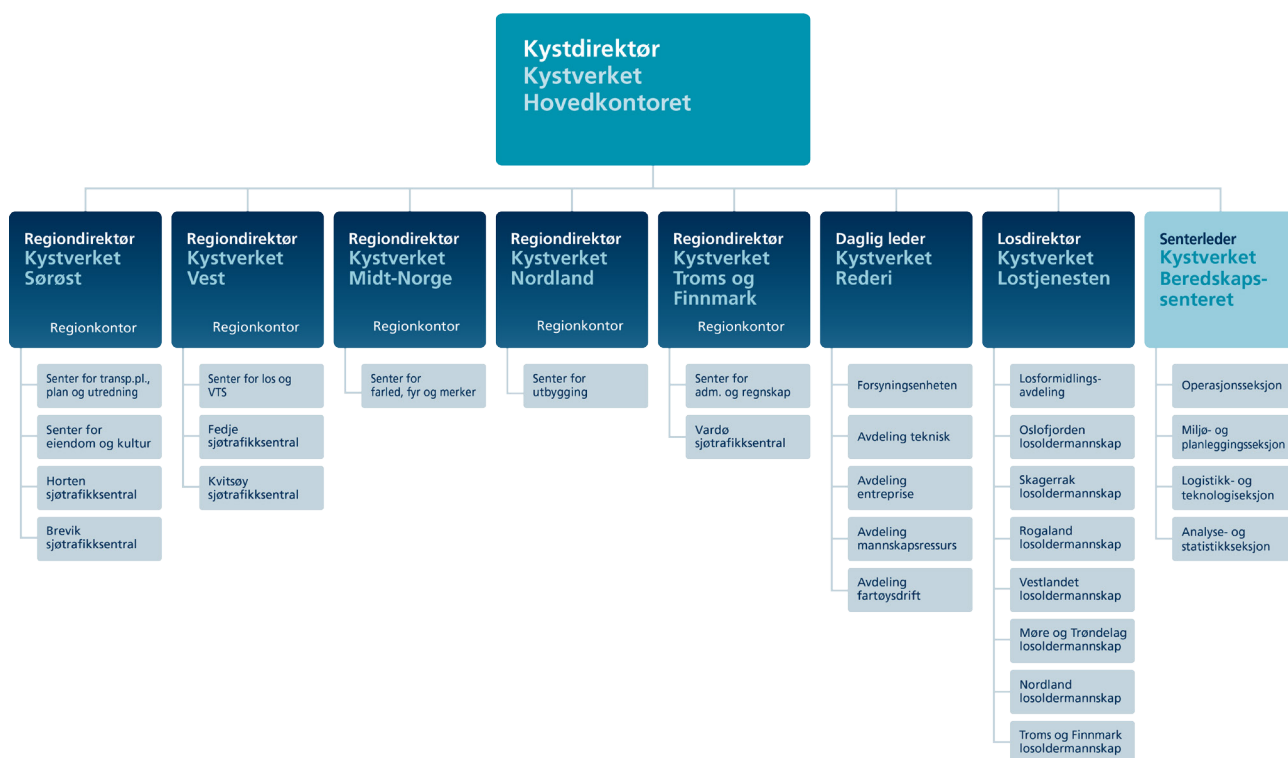 Kystdirektør
Kystverket
Hovedkontoret
Regiondirektør
Kystverket
Sørøst
Regionkontor
Senter for transp.pl.,
plan og utredning
Senter for
eiendom og kultur
Horten
sjøtrafikksentral
Brevik
sjøtrafikksentral
Regiondirektør
Kystverket
Vest
Regionkontor
Senter for los og
VTS
Fedje
sjøtrafikksentral
Kvitsøy
sjøtrafikksentral
Regiondirektør
Kystverket
Midt-Norge
Regionkontor
Senter for
farled, fyr og merker
Regiondirektør
Kystverket
Nordland
Regionkontor
Senter for
utbygging
Regiondirektør
Kystverket
Troms og
Finnmark
Regionkontor
Senter for
adm. og regnskap
Vardø
sjøtrafikksentral
Daglig leder
Kystverket
Rederi
Forsyningsenheten
Avdeling teknisk
Avdeling
entreprise
Avdeling
mannskapsressurs
Avdeling
fartøysdrift
Losdirektør
Kystverket
Lostjenesten
Losformidlings-
avdeling
Oslofjorden
losoldermannskap
Skagerrak
losoldermannskap
Rogaland
losoldermannskap
Vestlandet
losoldermannskap
Møre og Trøndelag
losoldermannskap
Nordland
losoldermannskap
Troms og Finnmark
losoldermannskap
Senterleder
Kystverket
Beredskaps-
senteret
Operasjonsseksjon
Miljø- og
planleggingsseksjon
Logistikk- og
teknologiseksjon
Analyse- og
statistikkseksjon